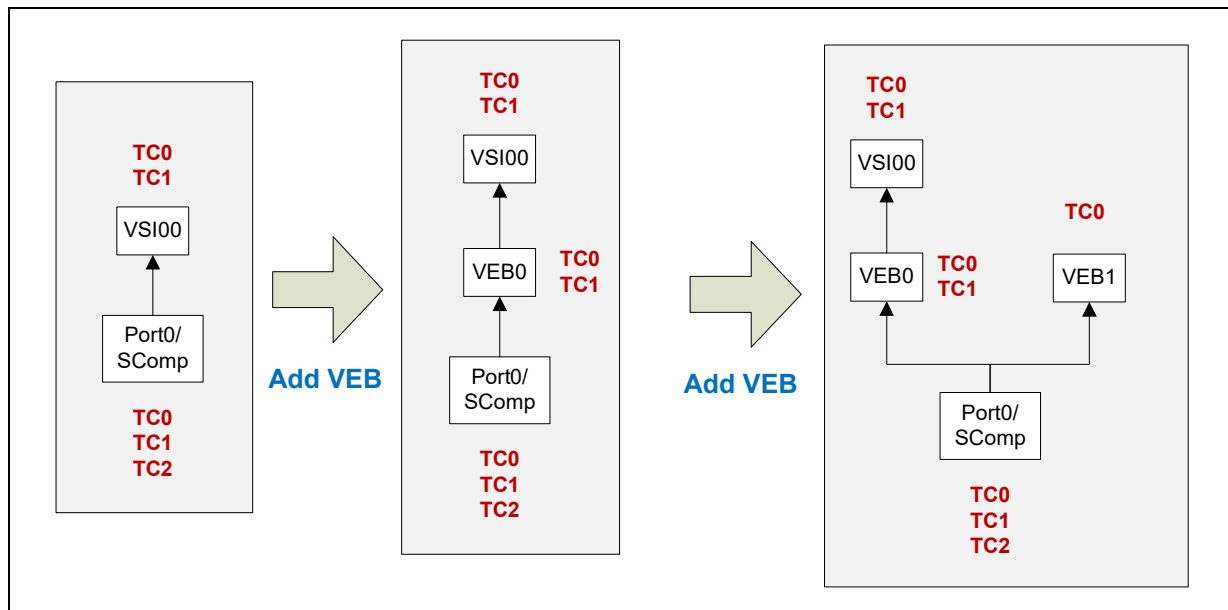 TC0
TC1
VSI00
Port0/
SComp
TC0
TC1
TC2
Add VEB
TC0
TC1
VSI00
VEB0
TC0
TC1
Port0/
SComp
TC0
TC1
TC2
Add VEB
TC0
TC1
VSI00
VEB0
TC0
TC1
TC0
VEB1
Port0/
SComp
TC0
TC1
TC2